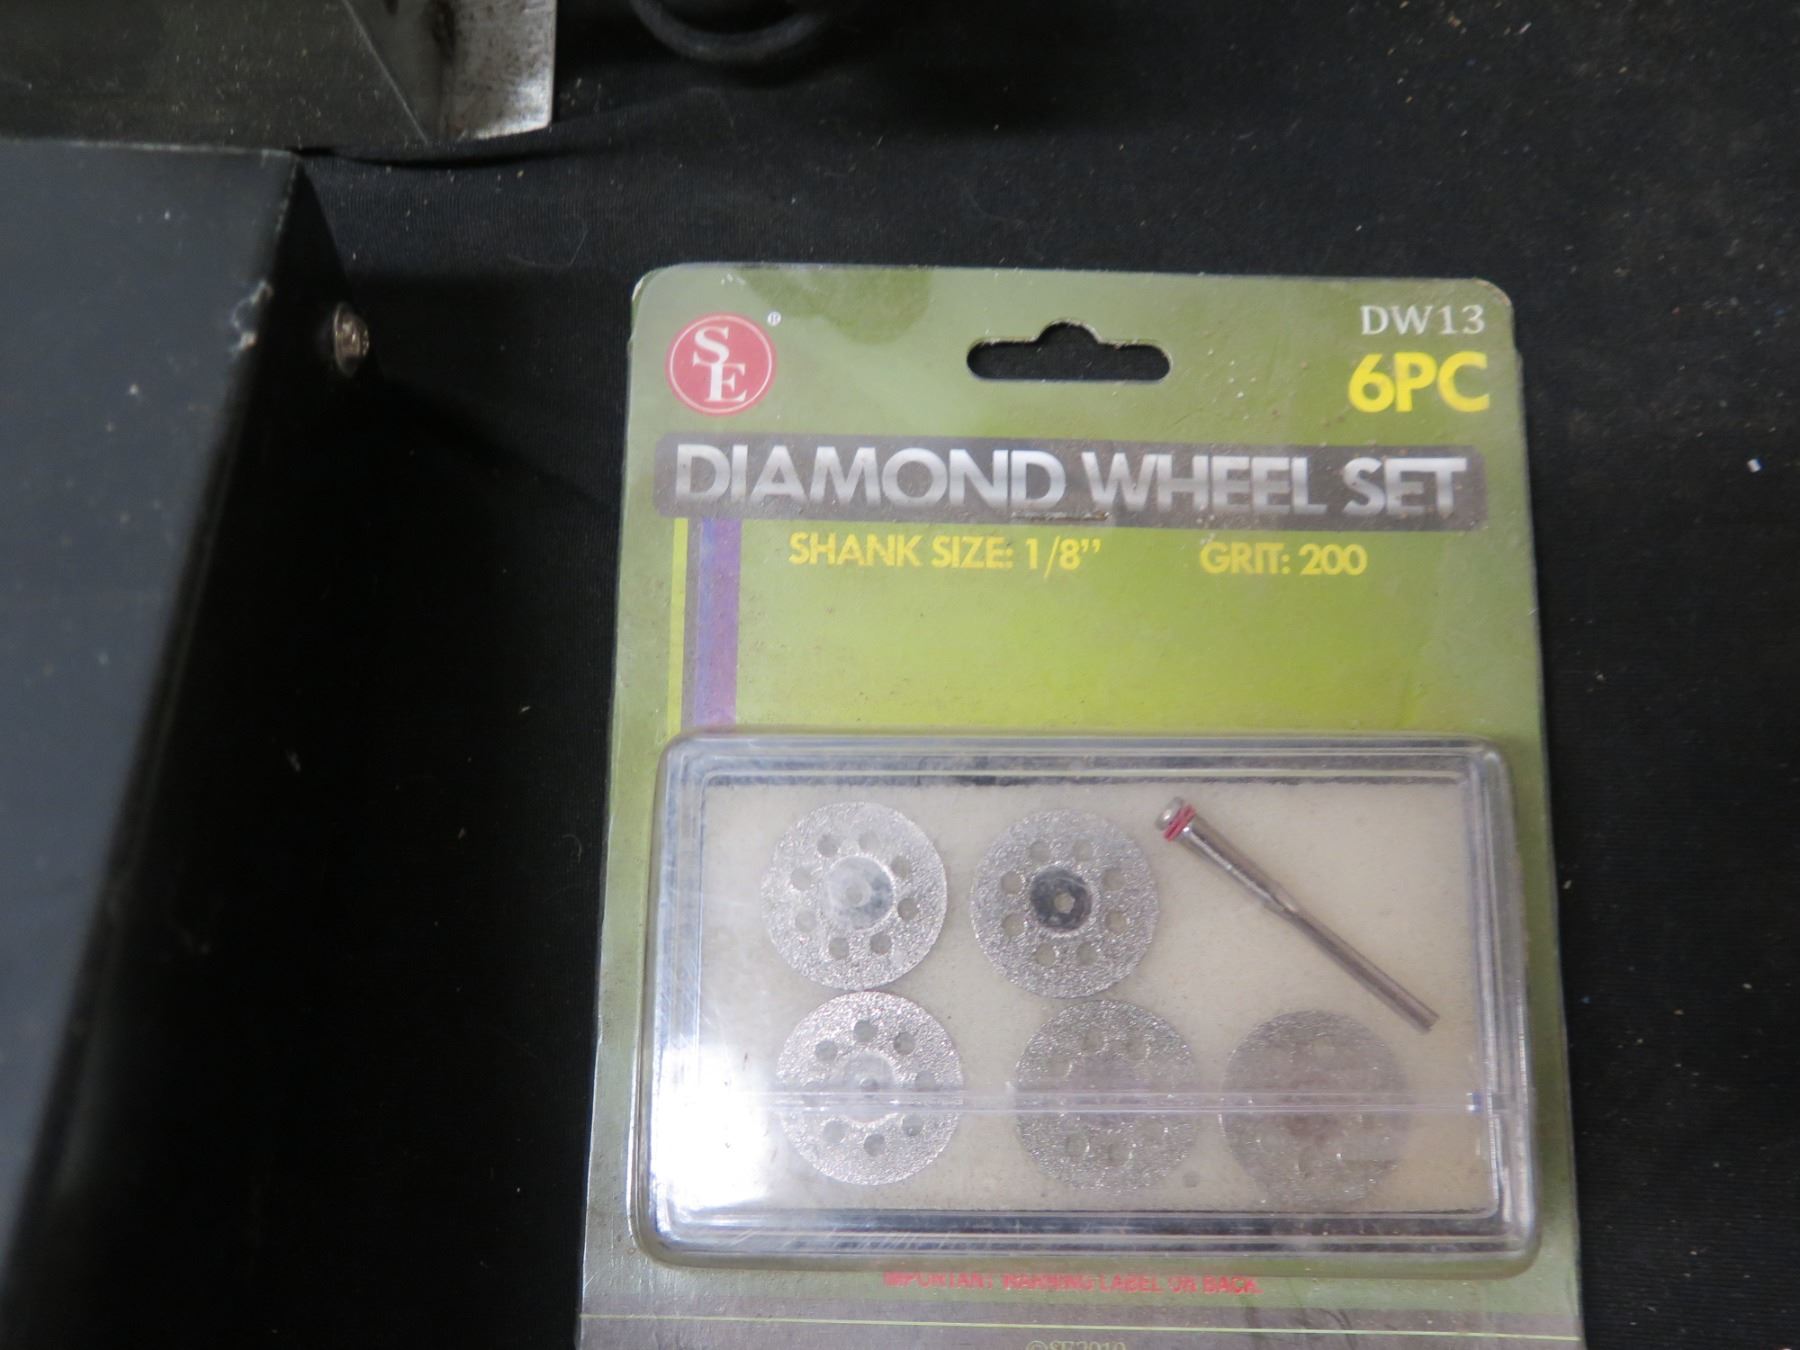 SE®
DW13
6PC
DIAMOND WHEEL SET
SHANK SIZE: 1/8” GRIT: 200
IMPORTANT WARNING LABEL ON BACK.